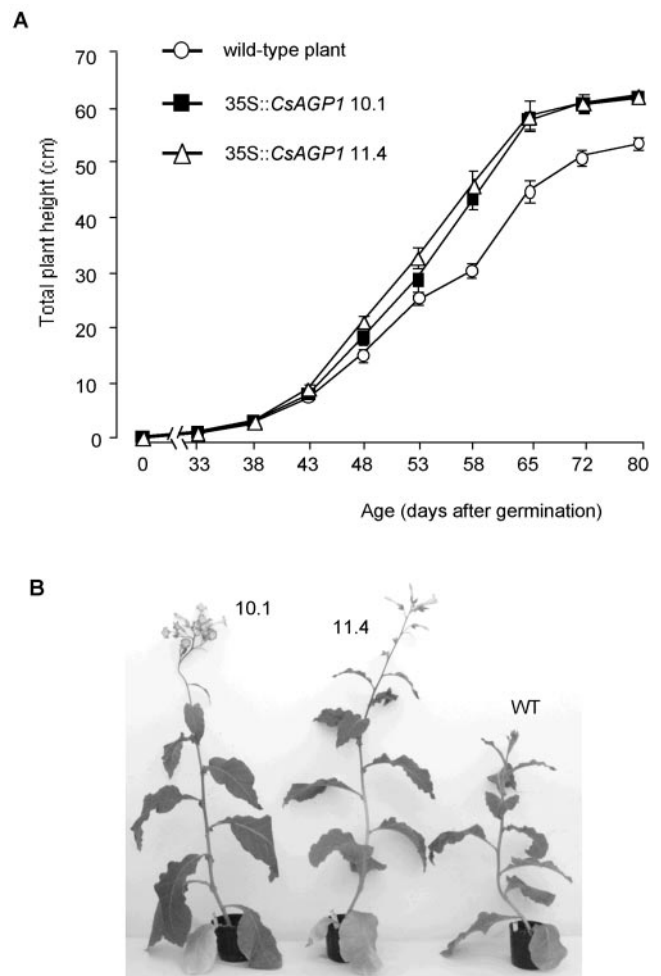 A
wild-type plant
35S::CsAGP1 10.1
35S::CsAGP1 11.4
Total plant height (cm)
70
60
50
40
30
20
10
0
0 33 38 43 48 53 58 65 72 80
Age (days after germination)
B
10.1
11.4
WT